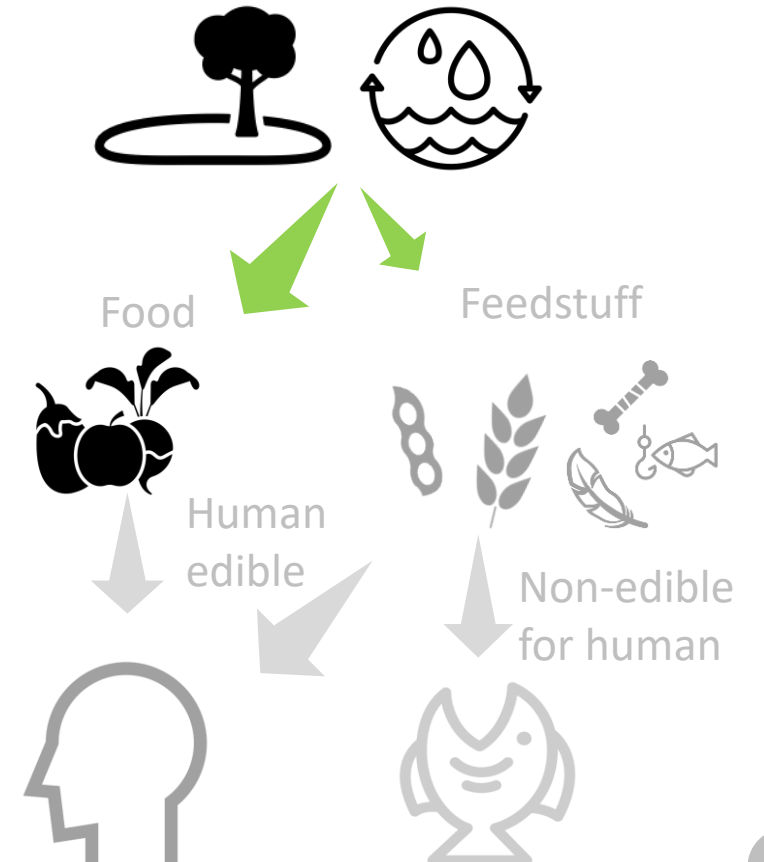 Food
Feedstuff
Human
edible
Non-edible
for human